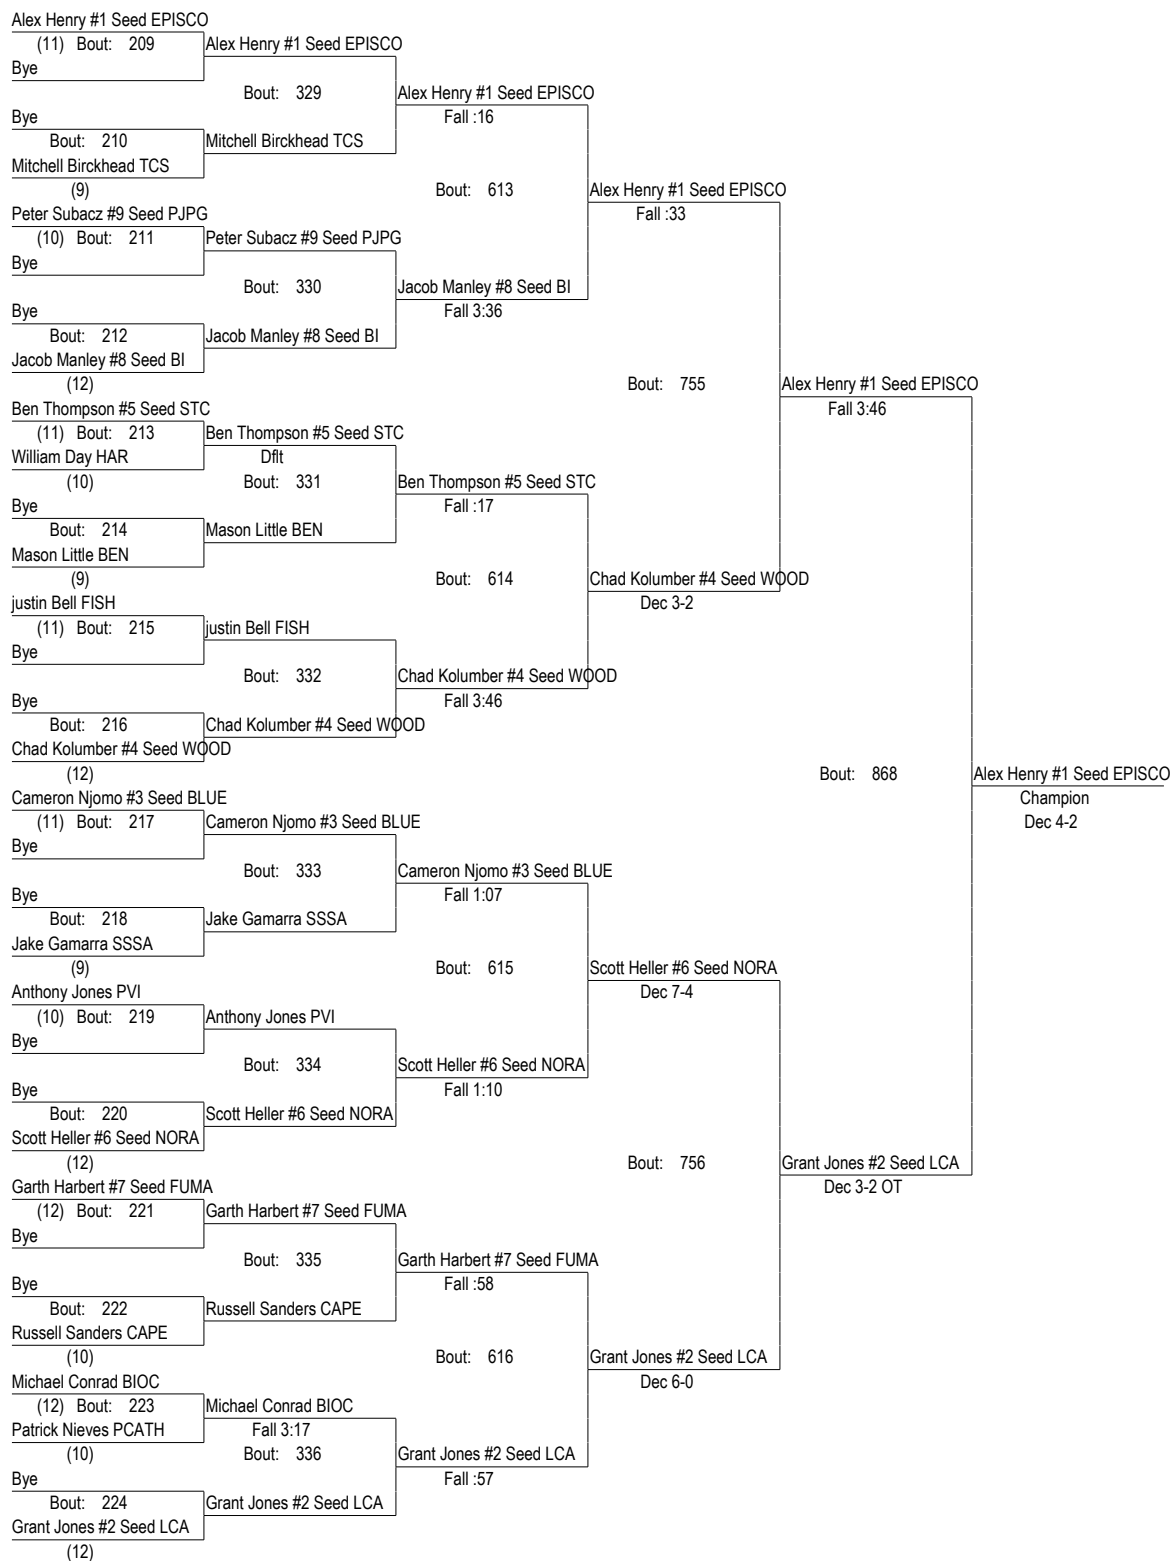 Alex Henry #1 Seed EPISCO
(11) Bout: 209 Alex Henry #1 Seed EPISCO
Bye
Bout: 329 Alex Henry #1 Seed EPISCO
Bye Fall :16
Bout: 210 Mitchell Birckhead TCS
Mitchell Birckhead TCS
(9) Bout: 613 Alex Henry #1 Seed EPISCO
Peter Subacz #9 Seed PJPG Fall :33
(10) Bout: 211 Peter Subacz #9 Seed PJPG
Bye
Bout: 330 Jacob Manley #8 Seed BI
Bye Fall 3:36
Bout: 212 Jacob Manley #8 Seed BI
Jacob Manley #8 Seed BI
(12) Bout: 755 Alex Henry #1 Seed EPISCO
Ben Thompson #5 Seed STC Fall 3:46
(11) Bout: 213 Ben Thompson #5 Seed STC
William Day HAR Dflt
(10) Bout: 331 Ben Thompson #5 Seed STC
Bye Fall :17
Bout: 214 Mason Little BEN
Mason Little BEN
(9) Bout: 614 Chad Kolumber #4 Seed WOOD
justin Bell FISH Dec 3-2
(11) Bout: 215 justin Bell FISH
Bye
Bout: 332 Chad Kolumber #4 Seed WOOD
Bye Fall 3:46
Bout: 216 Chad Kolumber #4 Seed WOOD
Chad Kolumber #4 Seed WOOD
(12) Bout: 868 Alex Henry #1 Seed EPISCO
Cameron Njomo #3 Seed BLUE Champion
(11) Bout: 217 Cameron Njomo #3 Seed BLUE Dec 4-2
Bye
Bout: 333 Cameron Njomo #3 Seed BLUE
Bye Fall 1:07
Bout: 218 Jake Gamarra SSSA
Jake Gamarra SSSA
(9) Bout: 615 Scott Heller #6 Seed NORA
Anthony Jones PVI Dec 7-4
(10) Bout: 219 Anthony Jones PVI
Bye
Bout: 334 Scott Heller #6 Seed NORA
Bye Fall 1:10
Bout: 220 Scott Heller #6 Seed NORA
Scott Heller #6 Seed NORA
(12) Bout: 756 Grant Jones #2 Seed LCA
Garth Harbert #7 Seed FUMA Dec 3-2 OT
(12) Bout: 221 Garth Harbert #7 Seed FUMA
Bye
Bout: 335 Garth Harbert #7 Seed FUMA
Bye Fall :58
Bout: 222 Russell Sanders CAPE
Russell Sanders CAPE
(10) Bout: 616 Grant Jones #2 Seed LCA
Michael Conrad BIOC Dec 6-0
(12) Bout: 223 Michael Conrad BIOC
Patrick Nieves PCATH Fall 3:17
(10) Bout: 336 Grant Jones #2 Seed LCA
Bye Fall :57
Bout: 224 Grant Jones #2 Seed LCA
Grant Jones #2 Seed LCA
(12)